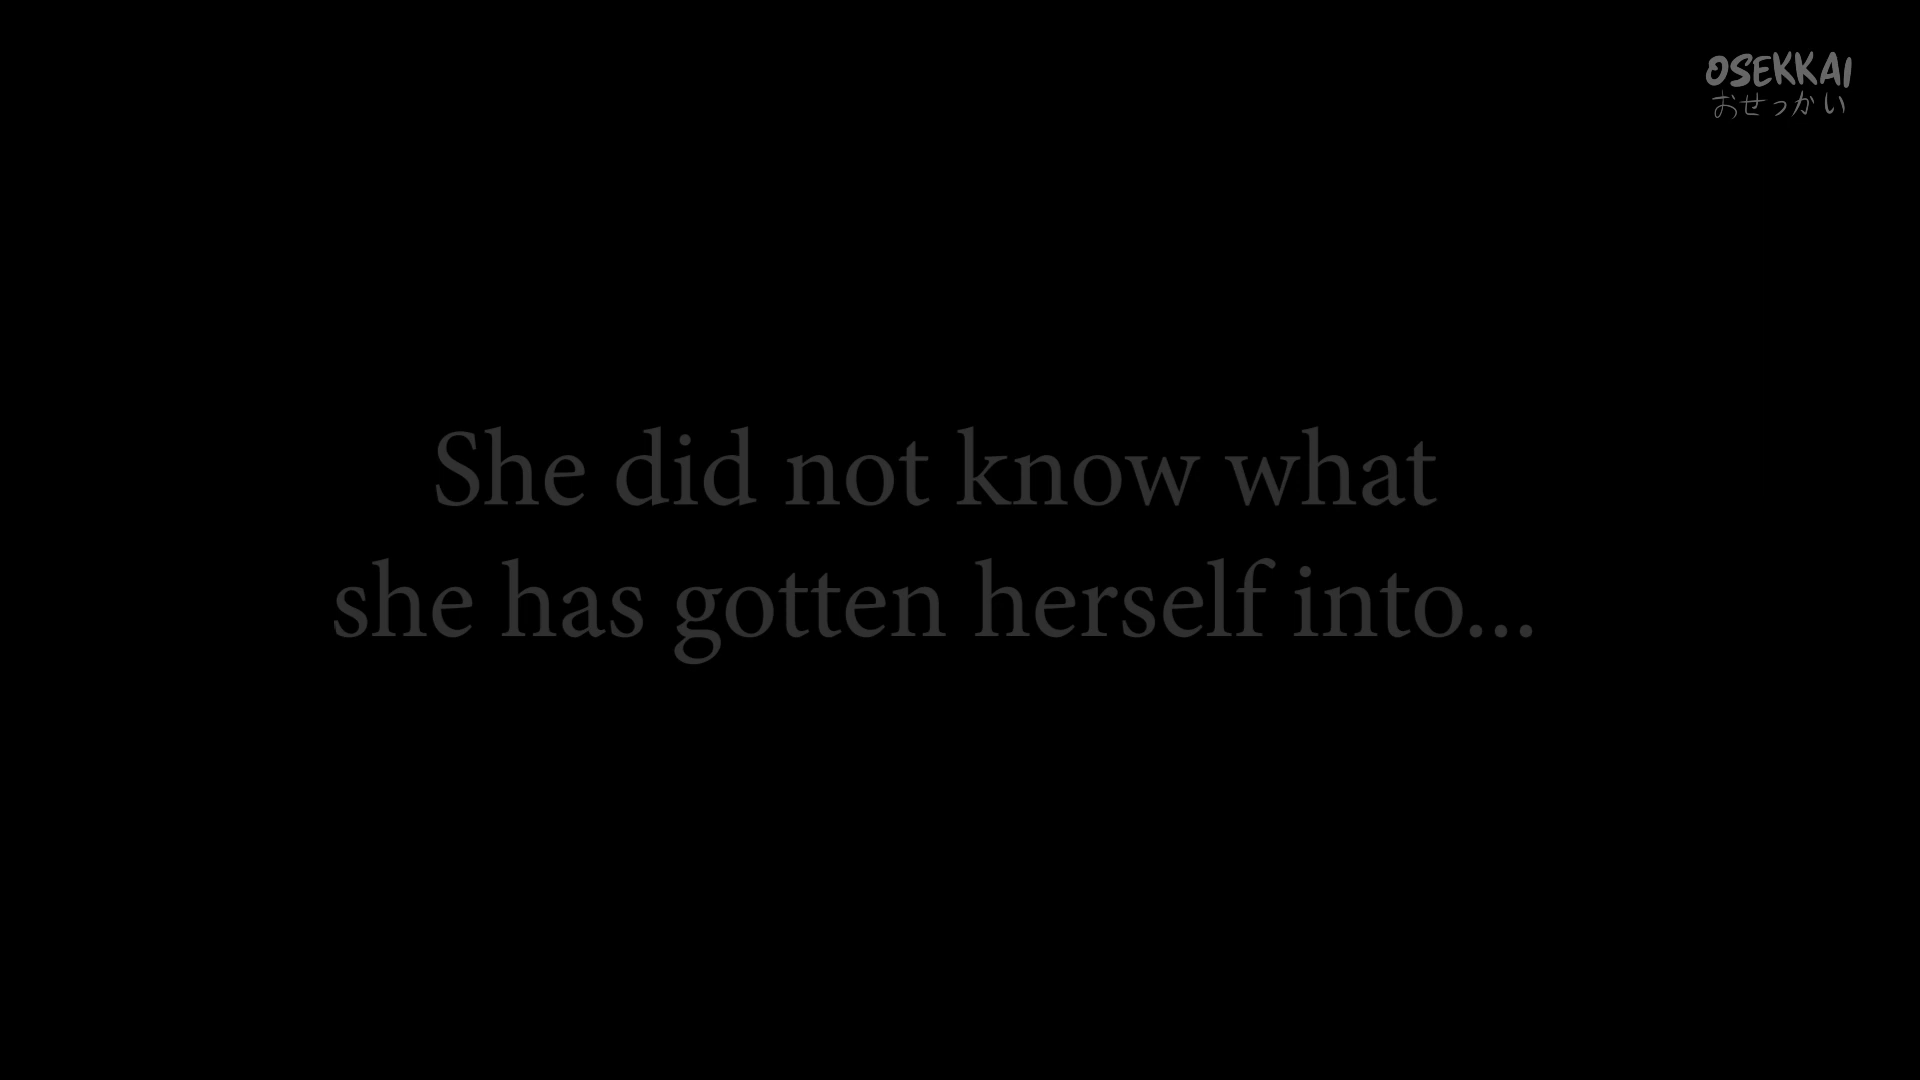 OSEKKAI
おせっかい
She did not know what
she has gotten herself into...